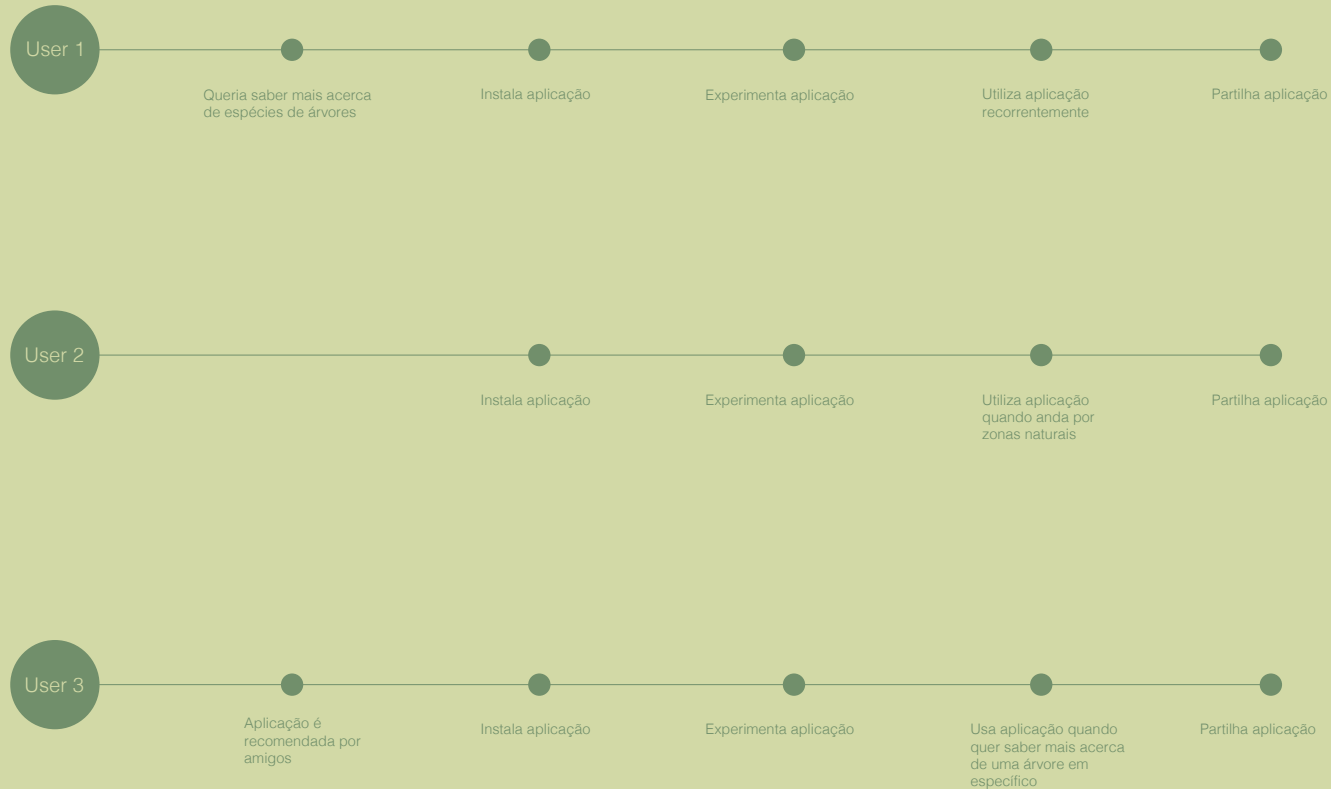 User 1
Queria saber mais acerca
de espécies de árvores
Instala aplicação
Experimenta aplicação
Utiliza aplicação
recorrentemente
Partilha aplicação
User 2
Instala aplicação
Experimenta aplicação
Utiliza aplicação
quando anda por
zonas naturais
Partilha aplicação
User 3
Aplicação é
recomendada por
amigos
Instala aplicação
Experimenta aplicação
Usa aplicação quando
quer saber mais acerca
de uma árvore em
específico
Partilha aplicação